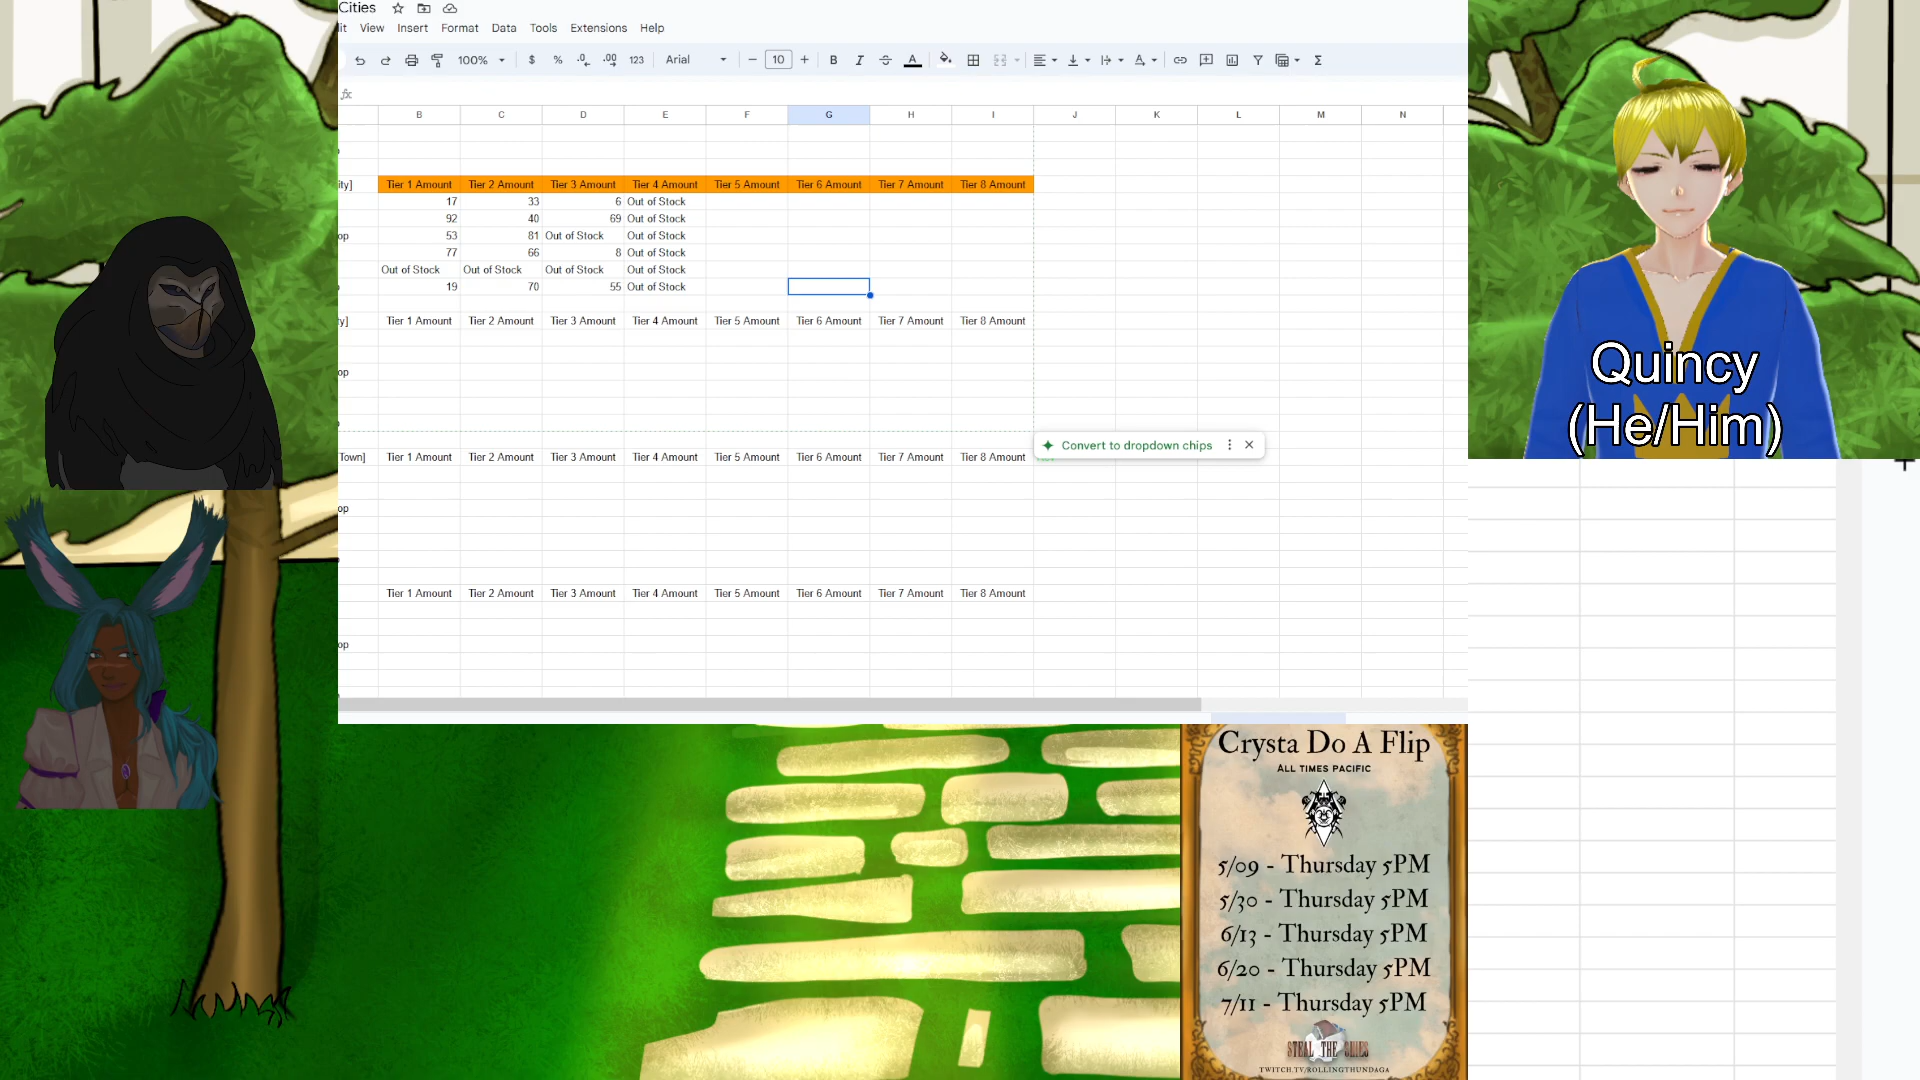 Cities
it View Insert Format Data Tools Extensions Help
100% $ % .0 .00 123 Arial 10 B I A Σ
fx
B C D E F G H I J K L M N
ity] Tier 1 Amount Tier 2 Amount Tier 3 Amount Tier 4 Amount Tier 5 Amount Tier 6 Amount Tier 7 Amount Tier 8 Amount
17 33 6 Out of Stock
92 40 69 Out of Stock
op 53 81 Out of Stock Out of Stock
77 66 8 Out of Stock
Out of Stock Out of Stock Out of Stock Out of Stock
19 70 55 Out of Stock
ty] Tier 1 Amount Tier 2 Amount Tier 3 Amount Tier 4 Amount Tier 5 Amount Tier 6 Amount Tier 7 Amount Tier 8 Amount
op
Convert to dropdown chips
Town] Tier 1 Amount Tier 2 Amount Tier 3 Amount Tier 4 Amount Tier 5 Amount Tier 6 Amount Tier 7 Amount Tier 8 Amount
op
Tier 1 Amount Tier 2 Amount Tier 3 Amount Tier 4 Amount Tier 5 Amount Tier 6 Amount Tier 7 Amount Tier 8 Amount
op
Quincy
(He/Him)
Crysta Do A Flip
ALL TIMES PACIFIC
5/09 - Thursday 5PM
5/30 - Thursday 5PM
6/13 - Thursday 5PM
6/20 - Thursday 5PM
7/11 - Thursday 5PM
STEAL THE SKIES
TWITCH.TV/ROLLINGTHUNDAGA